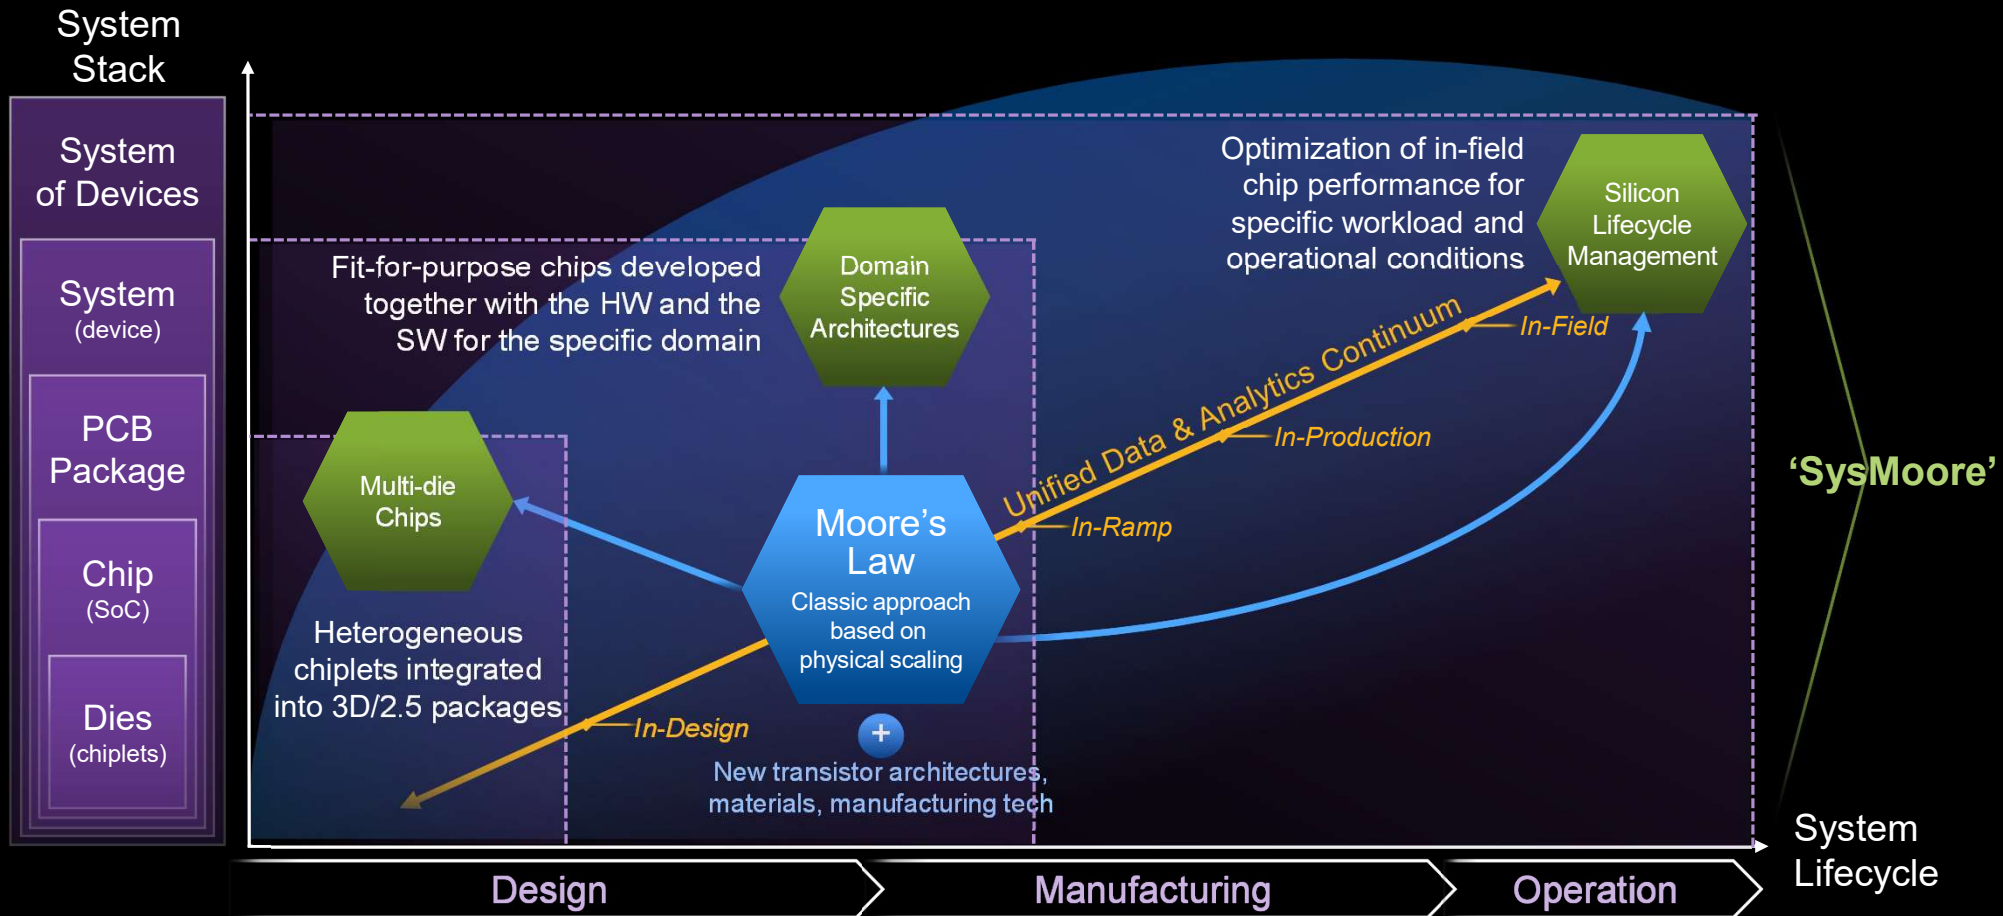 System
Stack
System
of Devices
System
(device)
PCB
Package
Chip
(SoC)
Dies
(chiplets)
Optimization of in-field
chip performance for
specific workload and
operational conditions
Silicon
Lifecycle
Management
Fit-for-purpose chips developed
together with the HW and the
SW for the specific domain
Domain
Specific
Architectures
Unified Data & Analytics Continuum
In-Field
In-Production
In-Ramp
In-Design
Multi-die
Chips
Heterogeneous
chiplets integrated
into 3D/2.5 packages
Moore’s
Law
Classic approach
based on
physical scaling
+
New transistor architectures,
materials, manufacturing tech
‘SysMoore’
System
Lifecycle
Design
Manufacturing
Operation